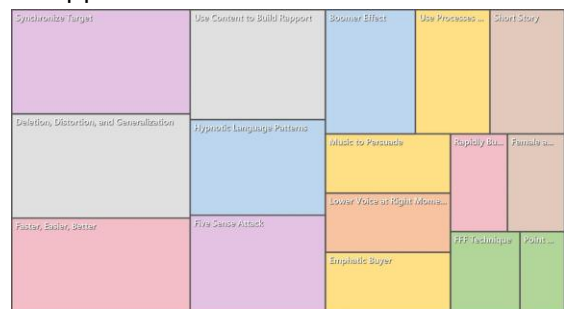 Synchronize Target
Use Content to Build Rapport
Boomer Effect
Use Processes ...
Short Story
Deletion, Distortion, and Generalization
Hypnotic Language Patterns
Music to Persuade
Rapidly Bu...
Female a...
Lower Voice at Right Mome...
Faster, Easier, Better
Five Sense Attack
FFF Technique
Point ...
Emphatic Buyer